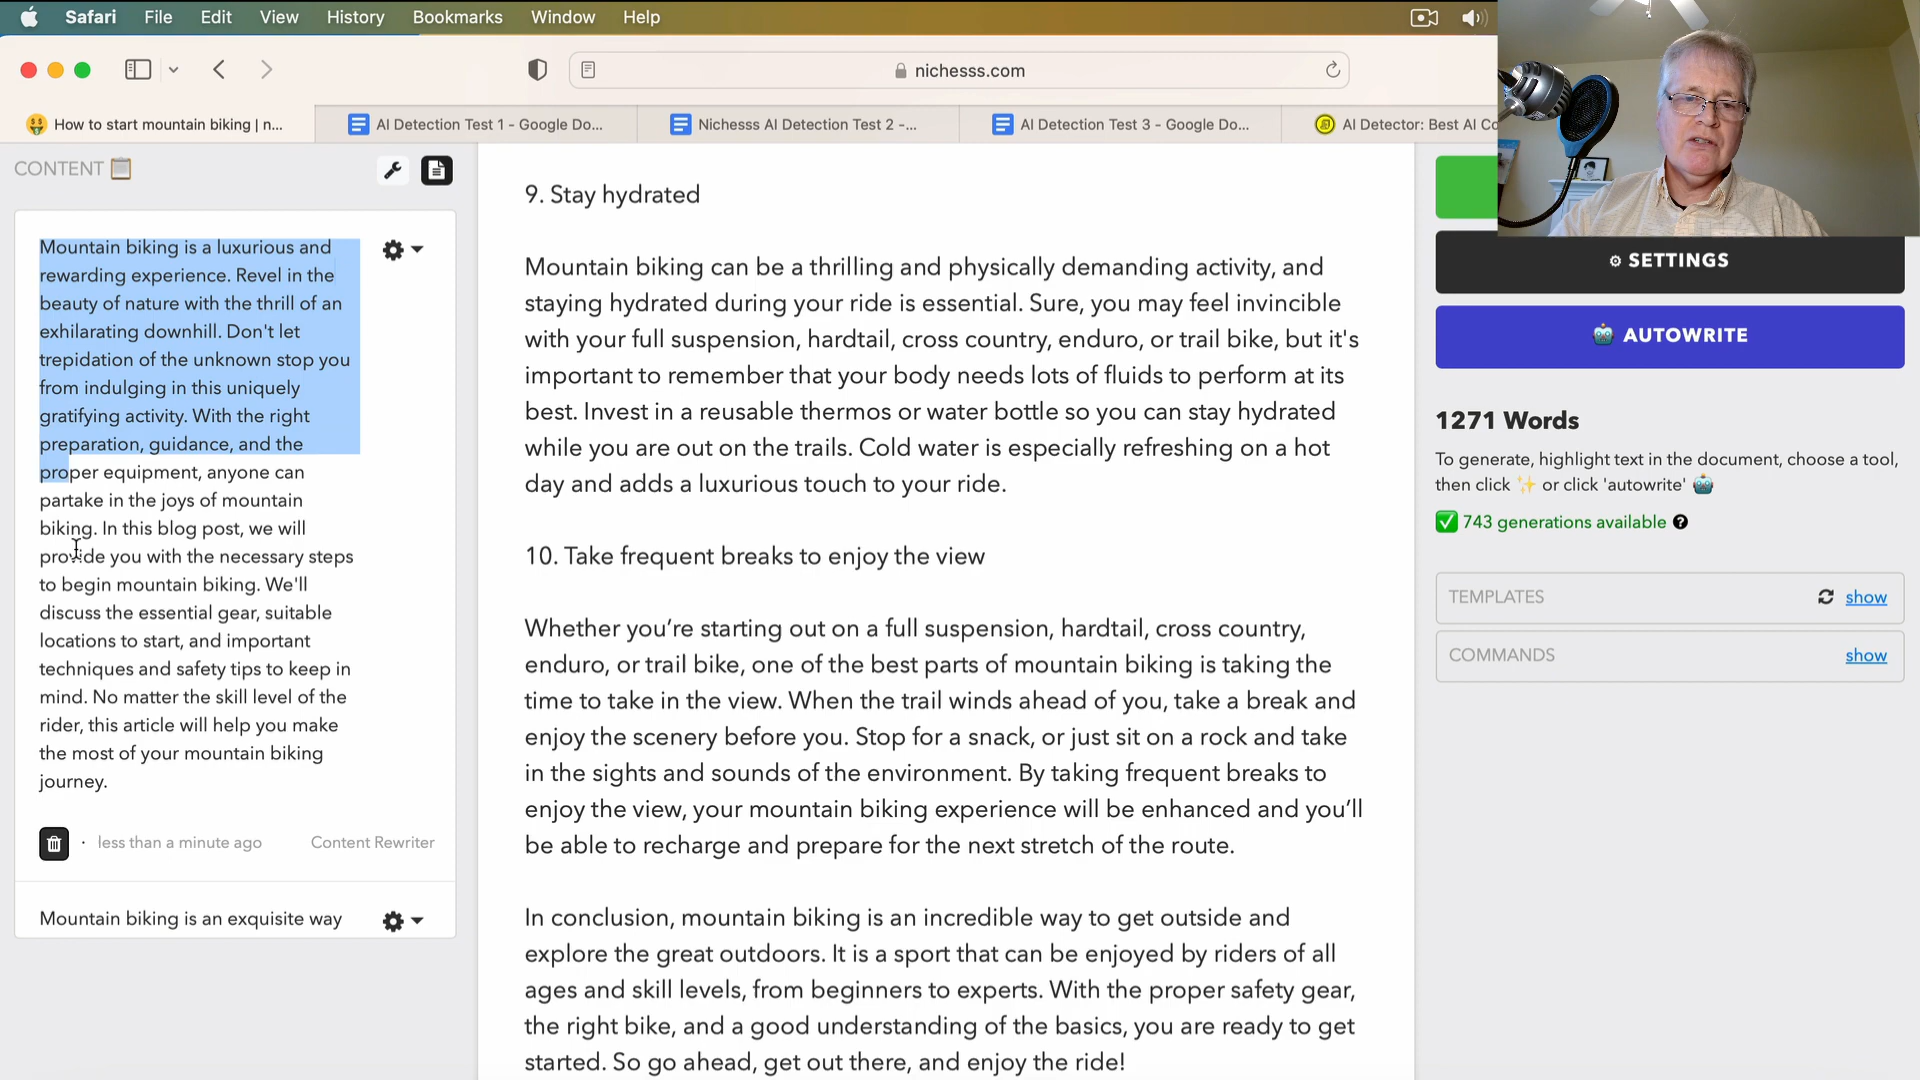 Safari File Edit View History Bookmarks Window Help
nichesss.com
How to start mountain biking | n...
AI Detection Test 1 - Google Do...
Nichesss AI Detection Test 2 -...
AI Detection Test 3 - Google Do...
AI Detector: Best AI Co
CONTENT
Mountain biking is a luxurious and
rewarding experience. Revel in the
beauty of nature with the thrill of an
exhilarating downhill. Don't let
trepidation of the unknown stop you
from indulging in this uniquely
gratifying activity. With the right
preparation, guidance, and the
proper equipment, anyone can
partake in the joys of mountain
biking. In this blog post, we will
provide you with the necessary steps
to begin mountain biking. We'll
discuss the essential gear, suitable
locations to start, and important
techniques and safety tips to keep in
mind. No matter the skill level of the
rider, this article will help you make
the most of your mountain biking
journey.
· less than a minute ago
Content Rewriter
Mountain biking is an exquisite way
9. Stay hydrated
Mountain biking can be a thrilling and physically demanding activity, and
staying hydrated during your ride is essential. Sure, you may feel invincible
with your full suspension, hardtail, cross country, enduro, or trail bike, but it's
important to remember that your body needs lots of fluids to perform at its
best. Invest in a reusable thermos or water bottle so you can stay hydrated
while you are out on the trails. Cold water is especially refreshing on a hot
day and adds a luxurious touch to your ride.
10. Take frequent breaks to enjoy the view
Whether you’re starting out on a full suspension, hardtail, cross country,
enduro, or trail bike, one of the best parts of mountain biking is taking the
time to take in the view. When the trail winds ahead of you, take a break and
enjoy the scenery before you. Stop for a snack, or just sit on a rock and take
in the sights and sounds of the environment. By taking frequent breaks to
enjoy the view, your mountain biking experience will be enhanced and you’ll
be able to recharge and prepare for the next stretch of the route.
In conclusion, mountain biking is an incredible way to get outside and
explore the great outdoors. It is a sport that can be enjoyed by riders of all
ages and skill levels, from beginners to experts. With the proper safety gear,
the right bike, and a good understanding of the basics, you are ready to get
started. So go ahead, get out there, and enjoy the ride!
SETTINGS
AUTOWRITE
1271 Words
To generate, highlight text in the document, choose a tool,
then click ✨ or click 'autowrite' 🤖
✅ 743 generations available
TEMPLATES show
COMMANDS show